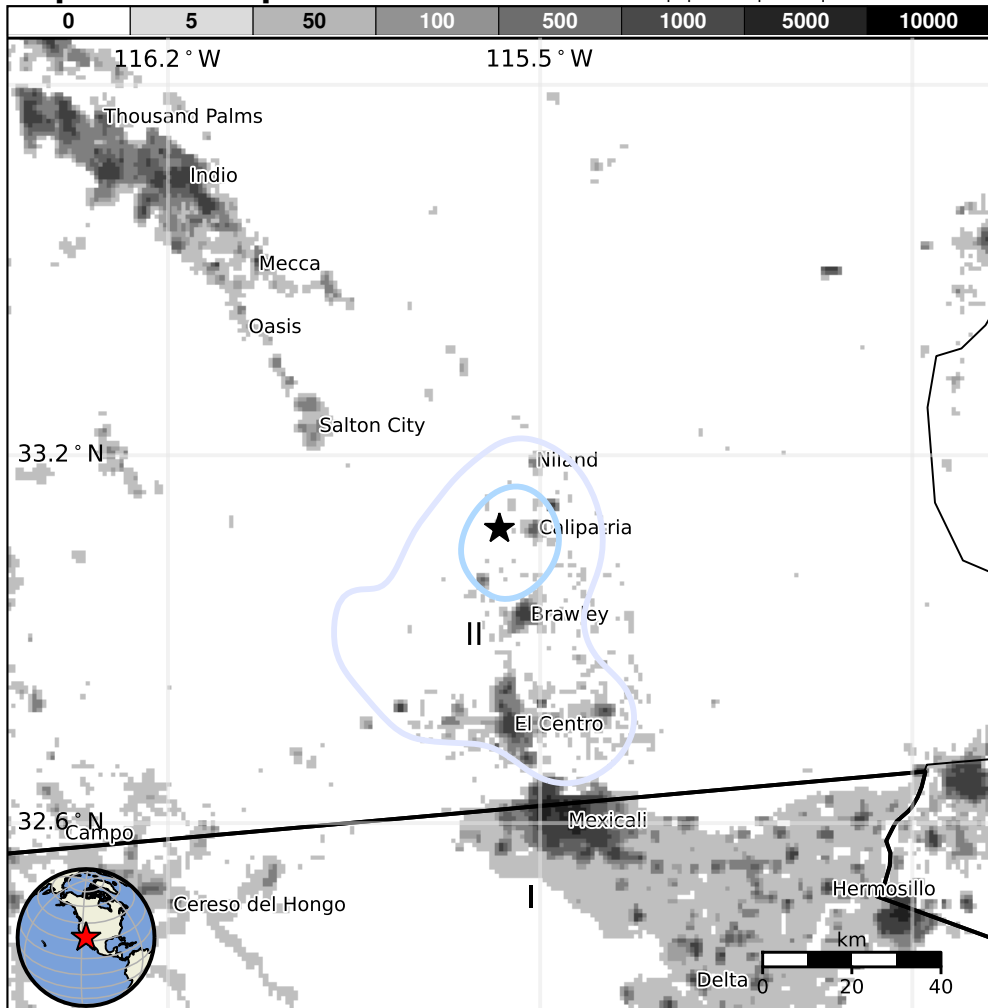 0 5 50 100 500 1000 5000 10000
116.2°W 115.5°W
Thousand Palms
Indio
Mecca
Oasis
Salton City
33.2°N
Niland
Calipatria
Brawley
II
El Centro
32.6°N
Campo
Mexicali
Hermosillo
I
Cereso del Hongo
km
Delta
0 20 40